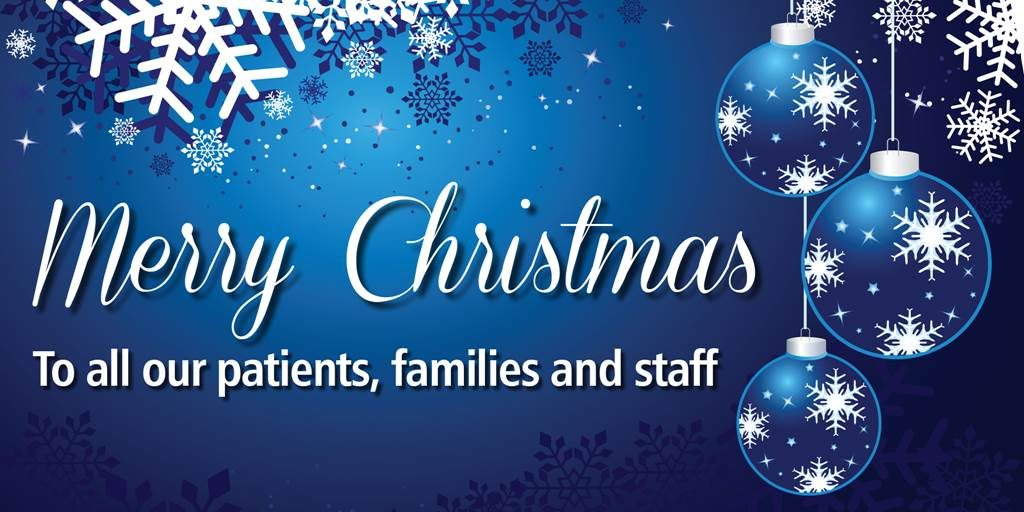 Merry Christmas
To all our patients, families and staff